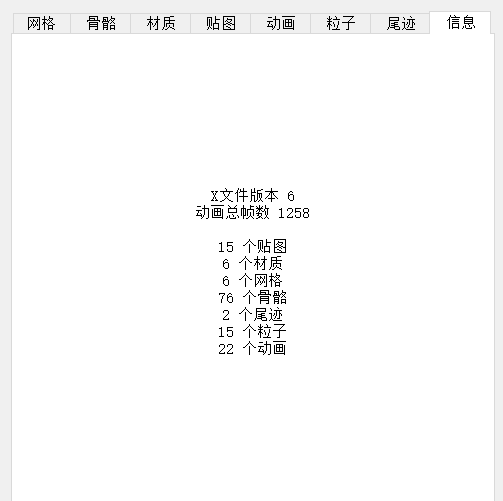 网格 骨骼 材质 贴图 动画 粒子 尾迹 信息
X文件版本 6
动画总帧数 1258
15 个贴图
6 个材质
6 个网格
76 个骨骼
2 个尾迹
15 个粒子
22 个动画